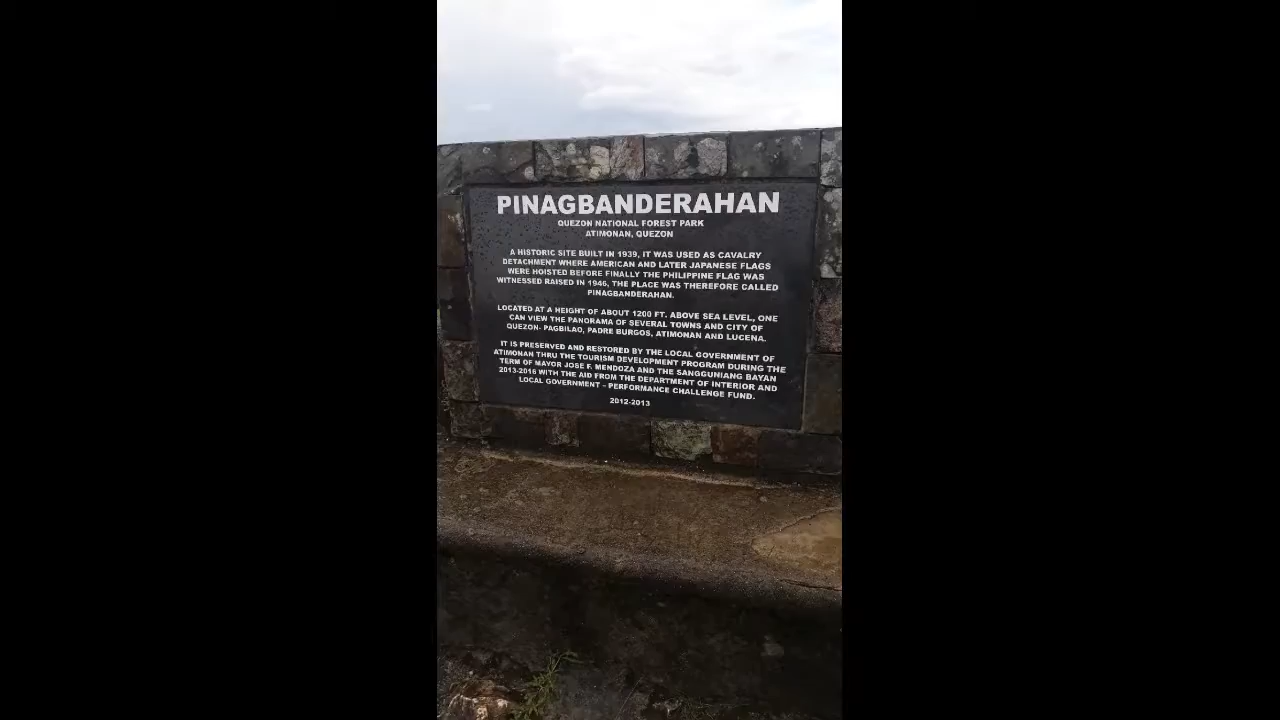 PINAGBANDERAHAN
QUEZON NATIONAL FOREST PARK
ATIMONAN, QUEZON
A HISTORIC SITE BUILT IN 1939, IT WAS USED AS CAVALRY
DETACHMENT WHERE AMERICAN AND LATER JAPANESE FLAGS
WERE HOISTED BEFORE FINALLY THE PHILIPPINE FLAG WAS
WITNESSED RAISED IN 1946, THE PLACE WAS THEREFORE CALLED
PINAGBANDERAHAN.
LOCATED AT A HEIGHT OF ABOUT 1200 FT. ABOVE SEA LEVEL, ONE
CAN VIEW THE PANORAMA OF SEVERAL TOWNS AND CITY OF
QUEZON- PAGBILAO, PADRE BURGOS, ATIMONAN AND LUCENA.
IT IS PRESERVED AND RESTORED BY THE LOCAL GOVERNMENT OF
ATIMONAN THRU THE TOURISM DEVELOPMENT PROGRAM DURING THE
TERM OF MAYOR JOSE F. MENDOZA AND THE SANGGUNIANG BAYAN
2013-2016 WITH THE AID FROM THE DEPARTMENT OF INTERIOR AND
LOCAL GOVERNMENT – PERFORMANCE CHALLENGE FUND.
2012-2013